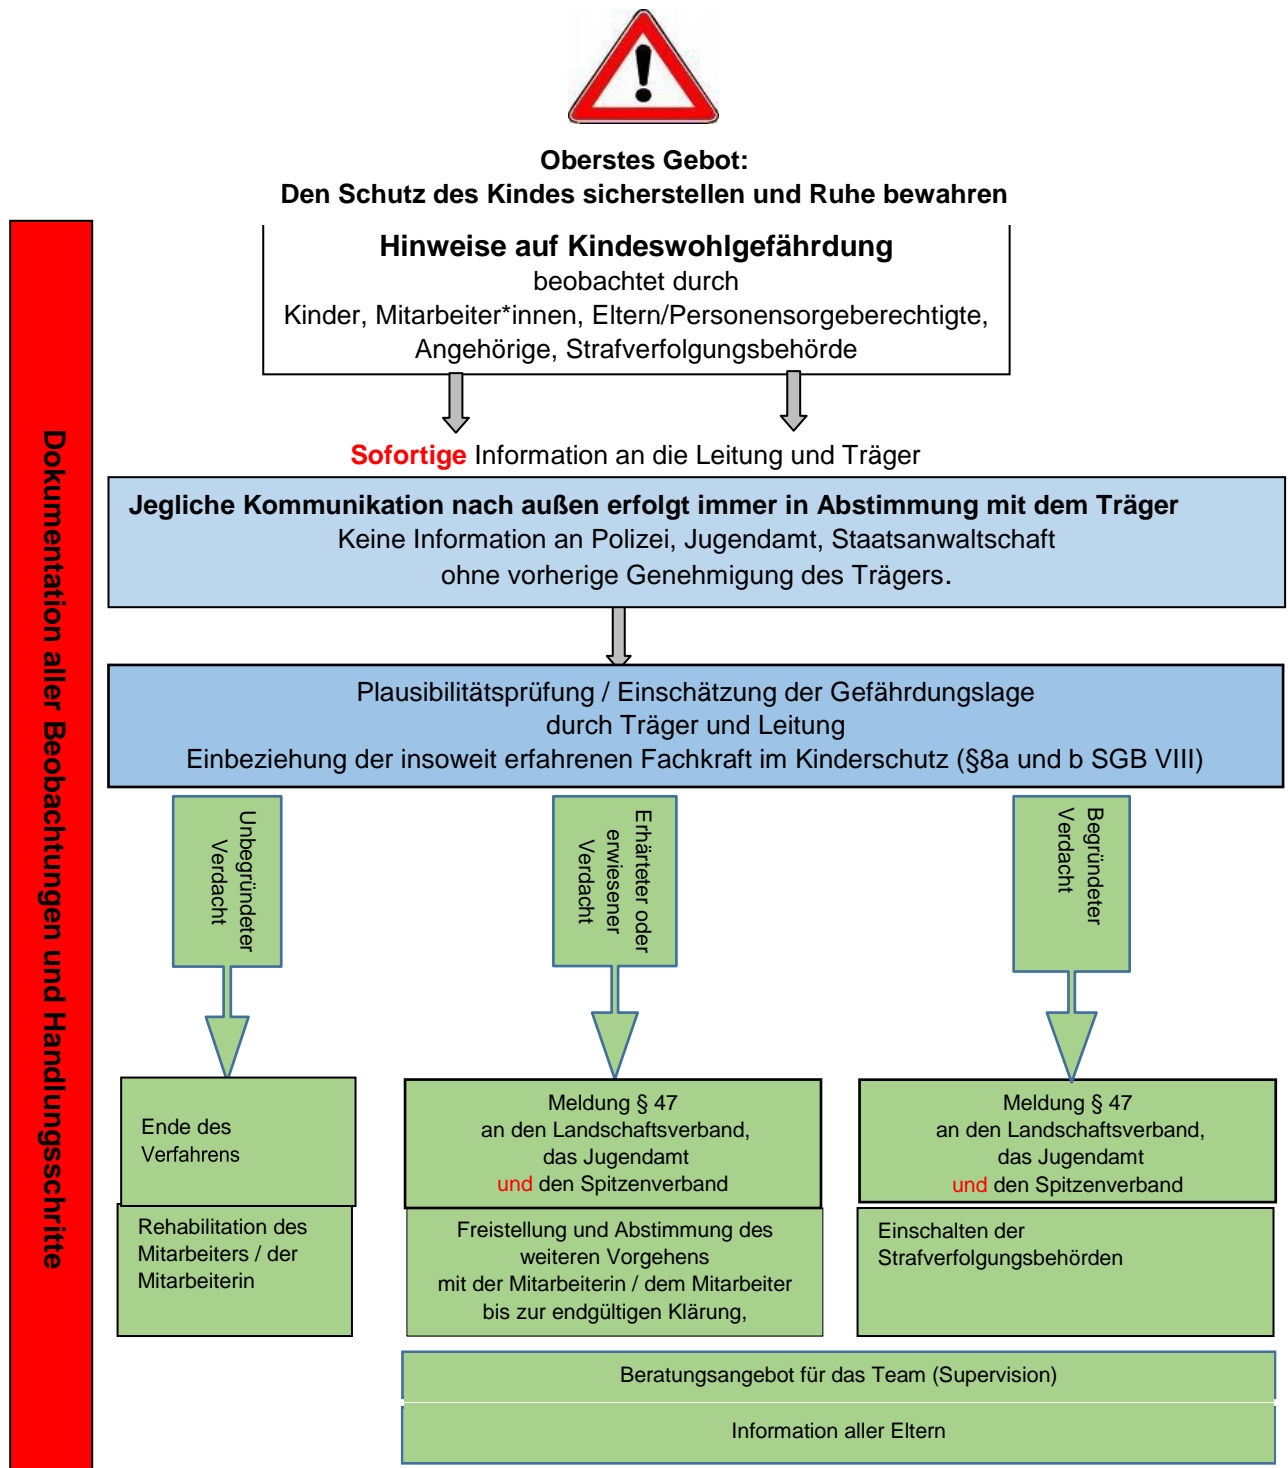 Oberstes Gebot:
Den Schutz des Kindes sicherstellen und Ruhe bewahren
Hinweise auf Kindeswohlgefährdung
beobachtet durch
Kinder, Mitarbeiter*innen, Eltern/Personensorgeberechtigte,
Angehörige, Strafverfolgungsbehörde
Sofortige Information an die Leitung und Träger
Jegliche Kommunikation nach außen erfolgt immer in Abstimmung mit dem Träger
Keine Information an Polizei, Jugendamt, Staatsanwaltschaft
ohne vorherige Genehmigung des Trägers.
Plausibilitätsprüfung / Einschätzung der Gefährdungslage
durch Träger und Leitung
Einbeziehung der insoweit erfahrenen Fachkraft im Kinderschutz (§8a und b SGB VIII)
Dokumentation aller Beobachtungen und Handlungsschritte
Unbegründeter
Verdacht
Erhärteter oder
erwiesener
Verdacht
Begründeter
Verdacht
Ende des
Verfahrens
Rehabilitation des
Mitarbeiters / der
Mitarbeiterin
Meldung § 47
an den Landschaftsverband,
das Jugendamt
und den Spitzenverband
Freistellung und Abstimmung des
weiteren Vorgehens
mit der Mitarbeiterin / dem Mitarbeiter
bis zur endgültigen Klärung,
Meldung § 47
an den Landschaftsverband,
das Jugendamt
und den Spitzenverband
Einschalten der
Strafverfolgungsbehörden
Beratungsangebot für das Team (Supervision)
Information aller Eltern